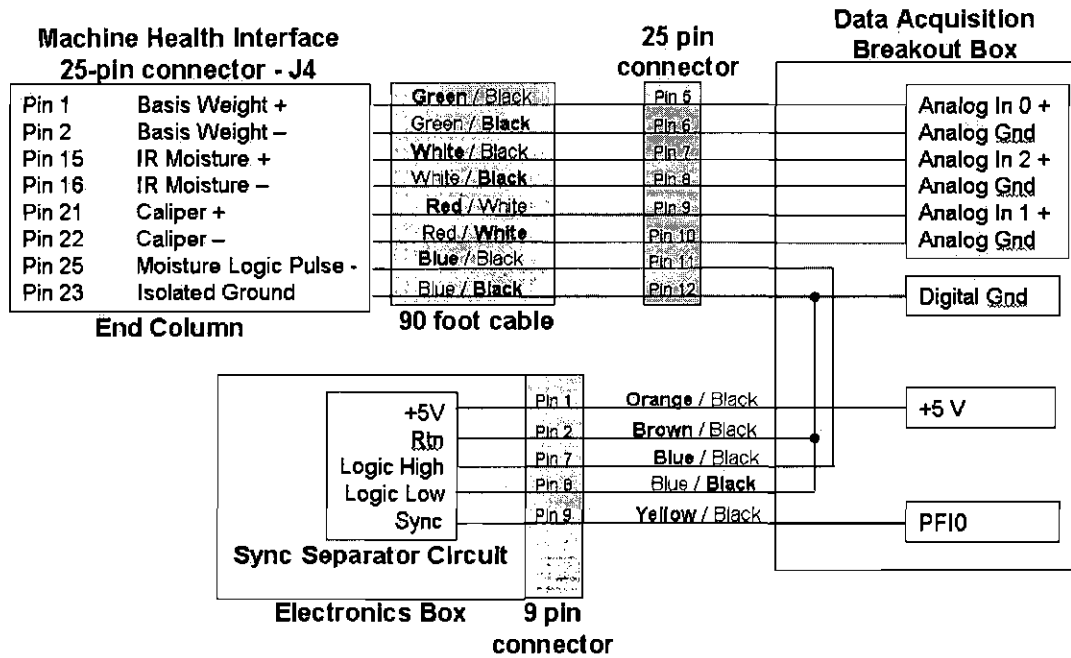 Machine Health Interface
25-pin connector - J4
25 pin
connector
Data Acquisition
Breakout Box
Pin 1 Basis Weight + Green / Black Pin 5 Analog In 0 +
Pin 2 Basis Weight – Green / Black Pin 6 Analog Gnd
Pin 15 IR Moisture + White / Black Pin 7 Analog In 2 +
Pin 16 IR Moisture – White / Black Pin 8 Analog Gnd
Pin 21 Caliper + Red / White Pin 9 Analog In 1 +
Pin 22 Caliper – Red / White Pin 10 Analog Gnd
Pin 25 Moisture Logic Pulse - Blue / Black Pin 11
Pin 23 Isolated Ground Blue / Black Pin 12 Digital Gnd
End Column
90 foot cable
+5V Pin 1 Orange / Black +5 V
Rtn Pin 2 Brown / Black
Logic High Pin 7 Blue / Black
Logic Low Pin 8 Blue / Black
Sync Pin 9 Yellow / Black PFI0
Sync Separator Circuit
Electronics Box
9 pin
connector